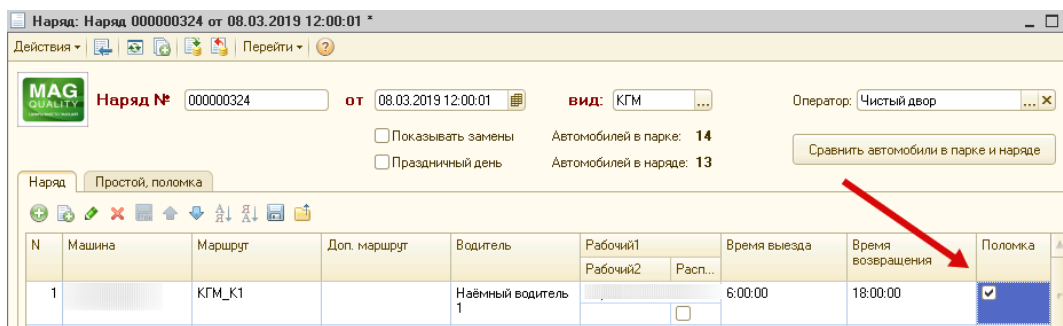 Наряд: Наряд 000000324 от 08.03.2019 12:00:01 *
Действия Перейти
MAG QUALITY Наряд № 000000324 от 08.03.2019 12:00:01 вид: КГМ ... Оператор: Чистый двор ... ×
Показывать замены Автомобилей в парке: 14
Праздничный день Автомобилей в наряде: 13 Сравнить автомобили в парке и наряде
Наряд Простой, поломка
N Машина Маршрут Доп. маршрут Водитель Рабочий1 Время выезда Время возвращения Поломка
Рабочий2 Расп...
1 КГМ_К1 Наёмный водитель 1 6:00:00 18:00:00